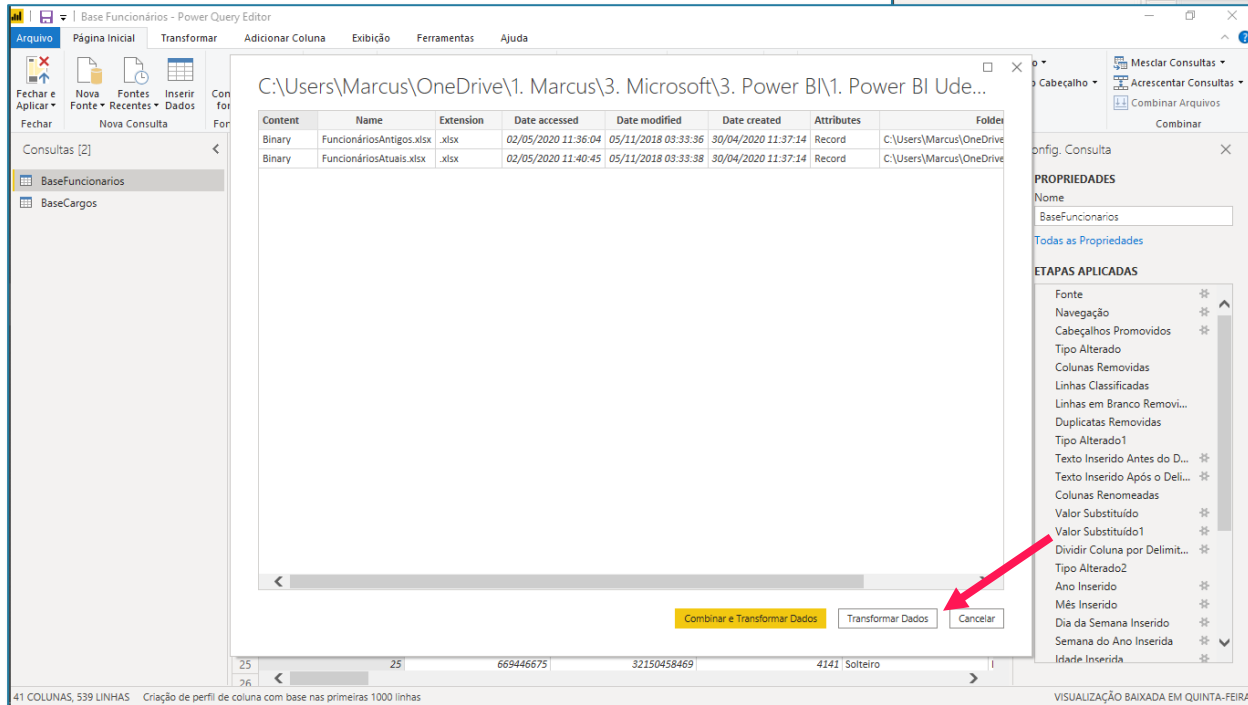 Base Funcionários - Power Query Editor
Arquivo Página Inicial Transformar Adicionar Coluna Exibição Ferramentas Ajuda
Fechar e Aplicar
Nova Fonte
Fontes Recentes
Inserir Dados
Fechar
Nova Consulta
Cabeçalho
Mesclar Consultas
Acrescentar Consultas
Combinar Arquivos
Combinar
Consultas [2]
BaseFuncionarios
BaseCargos
C:\Users\Marcus\OneDrive\1. Marcus\3. Microsoft\3. Power BI\1. Power BI Ude...
Content Name Extension Date accessed Date modified Date created Attributes Folder
Binary FuncionáriosAntigos.xlsx .xlsx 02/05/2020 11:36:04 05/11/2018 03:33:36 30/04/2020 11:37:14 Record C:\Users\Marcus\OneDrive
Binary FuncionáriosAtuais.xlsx .xlsx 02/05/2020 11:40:45 05/11/2018 03:33:38 30/04/2020 11:37:14 Record C:\Users\Marcus\OneDrive
Combinar e Transformar Dados Transformar Dados Cancelar
onfig. Consulta
PROPRIEDADES
Nome
BaseFuncionarios
Todas as Propriedades
ETAPAS APLICADAS
Fonte
Navegação
Cabeçalhos Promovidos
Tipo Alterado
Colunas Removidas
Linhas Classificadas
Linhas em Branco Removi...
Duplicatas Removidas
Tipo Alterado1
Texto Inserido Antes do D...
Texto Inserido Após o Deli...
Colunas Renomeadas
Valor Substituído
Valor Substituído1
Dividir Coluna por Delimit...
Tipo Alterado2
Ano Inserido
Mês Inserido
Dia da Semana Inserido
Semana do Ano Inserida
Idade Inserida
25 25 669446675 32150458469 4141 Solteiro
26
41 COLUNAS, 539 LINHAS Criação de perfil de coluna com base nas primeiras 1000 linhas
VISUALIZAÇÃO BAIXADA EM QUINTA-FEIRA